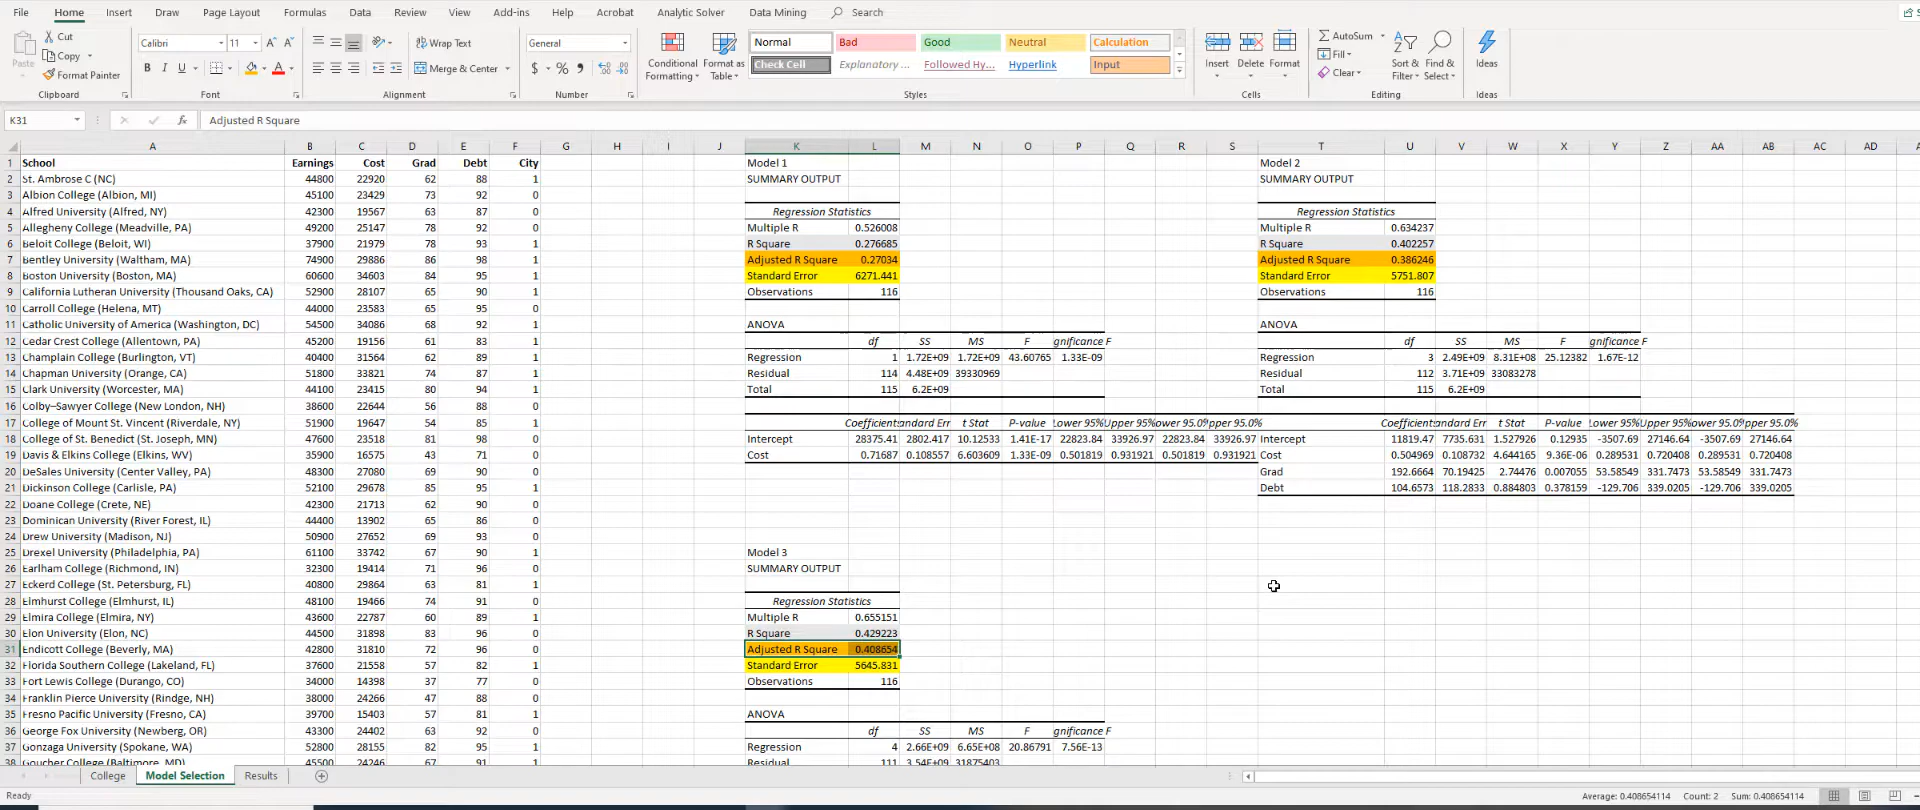 File Home Insert Draw Page Layout Formulas Data Review View Add-ins Help Acrobat Analytic Solver Data Mining Search
Cut
Copy
Format Painter
Paste
Clipboard
Calibri 11
B I U
Font
Wrap Text
Merge & Center
Alignment
General
$ % ,
Number
Conditional Formatting
Format as Table
Normal Bad Good Neutral Calculation
Check Cell Explanatory ... Followed Hy... Hyperlink Input
Styles
Insert Delete Format
Cells
AutoSum
Fill
Clear
Sort & Filter
Find & Select
Editing
Ideas
Ideas
K31 fx Adjusted R Square
A B C D E F G H I J K L M N O P Q R S T U V W X Y Z AA AB AC AD
1 School Earnings Cost Grad Debt City Model 1 Model 2
2 St. Ambrose C (NC) 44800 22920 62 88 1 SUMMARY OUTPUT SUMMARY OUTPUT
3 Albion College (Albion, MI) 45100 23429 73 92 0
4 Alfred University (Alfred, NY) 42300 19567 63 87 0 Regression Statistics Regression Statistics
5 Allegheny College (Meadville, PA) 49200 25147 78 92 0 Multiple R 0.526008 Multiple R 0.634237
6 Beloit College (Beloit, WI) 37900 21979 78 93 1 R Square 0.276685 R Square 0.402257
7 Bentley University (Waltham, MA) 74900 29886 86 98 1 Adjusted R Square 0.27034 Adjusted R Square 0.386246
8 Boston University (Boston, MA) 60600 34603 84 95 1 Standard Error 6271.441 Standard Error 5751.807
9 California Lutheran University (Thousand Oaks, CA) 52900 28107 65 90 1 Observations 116 Observations 116
10 Carroll College (Helena, MT) 44000 23583 65 95 0
11 Catholic University of America (Washington, DC) 54500 34086 68 92 1 ANOVA ANOVA
12 Cedar Crest College (Allentown, PA) 45200 19156 61 83 1 df SS MS F gnificance F df SS MS F gnificance F
13 Champlain College (Burlington, VT) 40400 31564 62 89 1 Regression 1 1.72E+09 1.72E+09 43.60765 1.33E-09 Regression 3 2.49E+09 8.31E+08 25.12382 1.67E-12
14 Chapman University (Orange, CA) 51800 33821 74 87 1 Residual 114 4.48E+09 39330969 Residual 112 3.71E+09 33083278
15 Clark University (Worcester, MA) 44100 23415 80 94 1 Total 115 6.2E+09 Total 115 6.2E+09
16 Colby–Sawyer College (New London, NH) 38600 22644 56 88 0
17 College of Mount St. Vincent (Riverdale, NY) 51900 19647 54 85 1 Coefficients andard Err t Stat P-value Lower 95% Upper 95% ower 95.0% pper 95.0% Coefficients andard Err t Stat P-value Lower 95% Upper 95% ower 95.0% pper 95.0%
18 College of St. Benedict (St. Joseph, MN) 47600 23518 81 98 0 Intercept 28375.41 2802.417 10.12533 1.41E-17 22823.84 33926.97 22823.84 33926.97 Intercept 11819.47 7735.631 1.527926 0.12935 -3507.69 27146.64 -3507.69 27146.64
19 Davis & Elkins College (Elkins, WV) 35900 16575 43 71 0 Cost 0.71687 0.108557 6.603609 1.33E-09 0.501819 0.931921 0.501819 0.931921 Cost 0.504969 0.108732 4.644165 9.36E-06 0.289531 0.720408 0.289531 0.720408
20 DeSales University (Center Valley, PA) 48300 27080 69 90 0 Grad 192.6664 70.19425 2.74476 0.007055 53.58549 331.7473 53.58549 331.7473
21 Dickinson College (Carlisle, PA) 52100 29678 85 95 1 Debt 104.6573 118.2833 0.884803 0.378159 -129.706 339.0205 -129.706 339.0205
22 Doane College (Crete, NE) 42300 21713 62 90 0
23 Dominican University (River Forest, IL) 44400 13902 65 86 0
24 Drew University (Madison, NJ) 50900 27652 69 93 0
25 Drexel University (Philadelphia, PA) 61100 33742 67 90 1 Model 3
26 Earlham College (Richmond, IN) 32300 19414 71 96 0 SUMMARY OUTPUT
27 Eckerd College (St. Petersburg, FL) 40800 29864 63 81 1
28 Elmhurst College (Elmhurst, IL) 48100 19466 74 91 0 Regression Statistics
29 Elmira College (Elmira, NY) 43600 22787 60 89 1 Multiple R 0.655151
30 Elon University (Elon, NC) 44500 31898 83 96 0 R Square 0.429223
31 Endicott College (Beverly, MA) 42800 31810 72 96 0 Adjusted R Square 0.408654
32 Florida Southern College (Lakeland, FL) 37600 21558 57 82 1 Standard Error 5645.831
33 Fort Lewis College (Durango, CO) 34000 14398 37 77 0 Observations 116
34 Franklin Pierce University (Rindge, NH) 38000 24266 47 88 0
35 Fresno Pacific University (Fresno, CA) 39700 15403 57 81 1 ANOVA
36 George Fox University (Newberg, OR) 43300 24402 63 92 0 df SS MS F gnificance F
37 Gonzaga University (Spokane, WA) 52800 28155 82 95 1 Regression 4 2.66E+09 6.65E+08 20.86791 7.56E-13
38 Goucher College (Baltimore, MD) 45500 24246 67 91 1 Residual 111 3.54E+09 31875403
College Model Selection Results
Ready Average: 0.408654114 Count: 2 Sum: 0.408654114